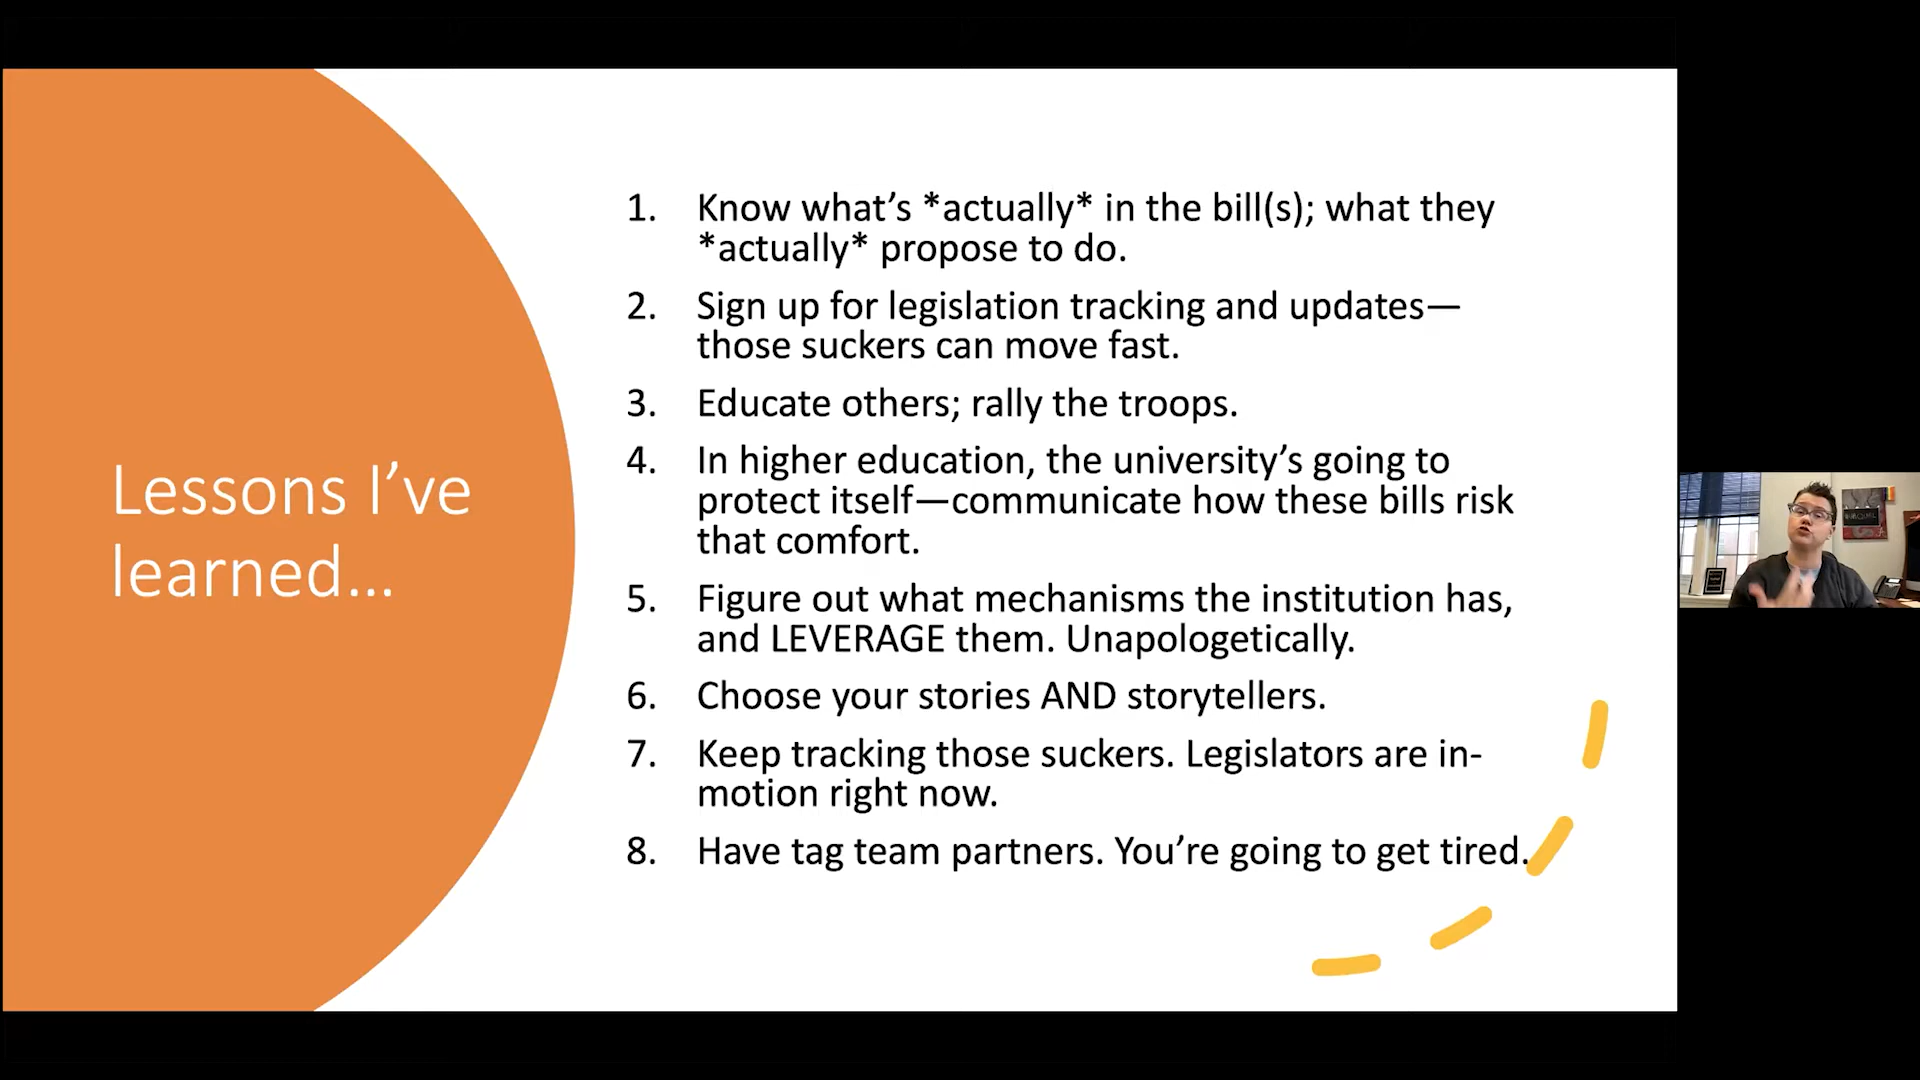 Lessons I’ve
learned...
1. Know what’s *actually* in the bill(s); what they
*actually* propose to do.
2. Sign up for legislation tracking and updates—
those suckers can move fast.
3. Educate others; rally the troops.
4. In higher education, the university’s going to
protect itself—communicate how these bills risk
that comfort.
5. Figure out what mechanisms the institution has,
and LEVERAGE them. Unapologetically.
6. Choose your stories AND storytellers.
7. Keep tracking those suckers. Legislators are in-
motion right now.
8. Have tag team partners. You’re going to get tired.